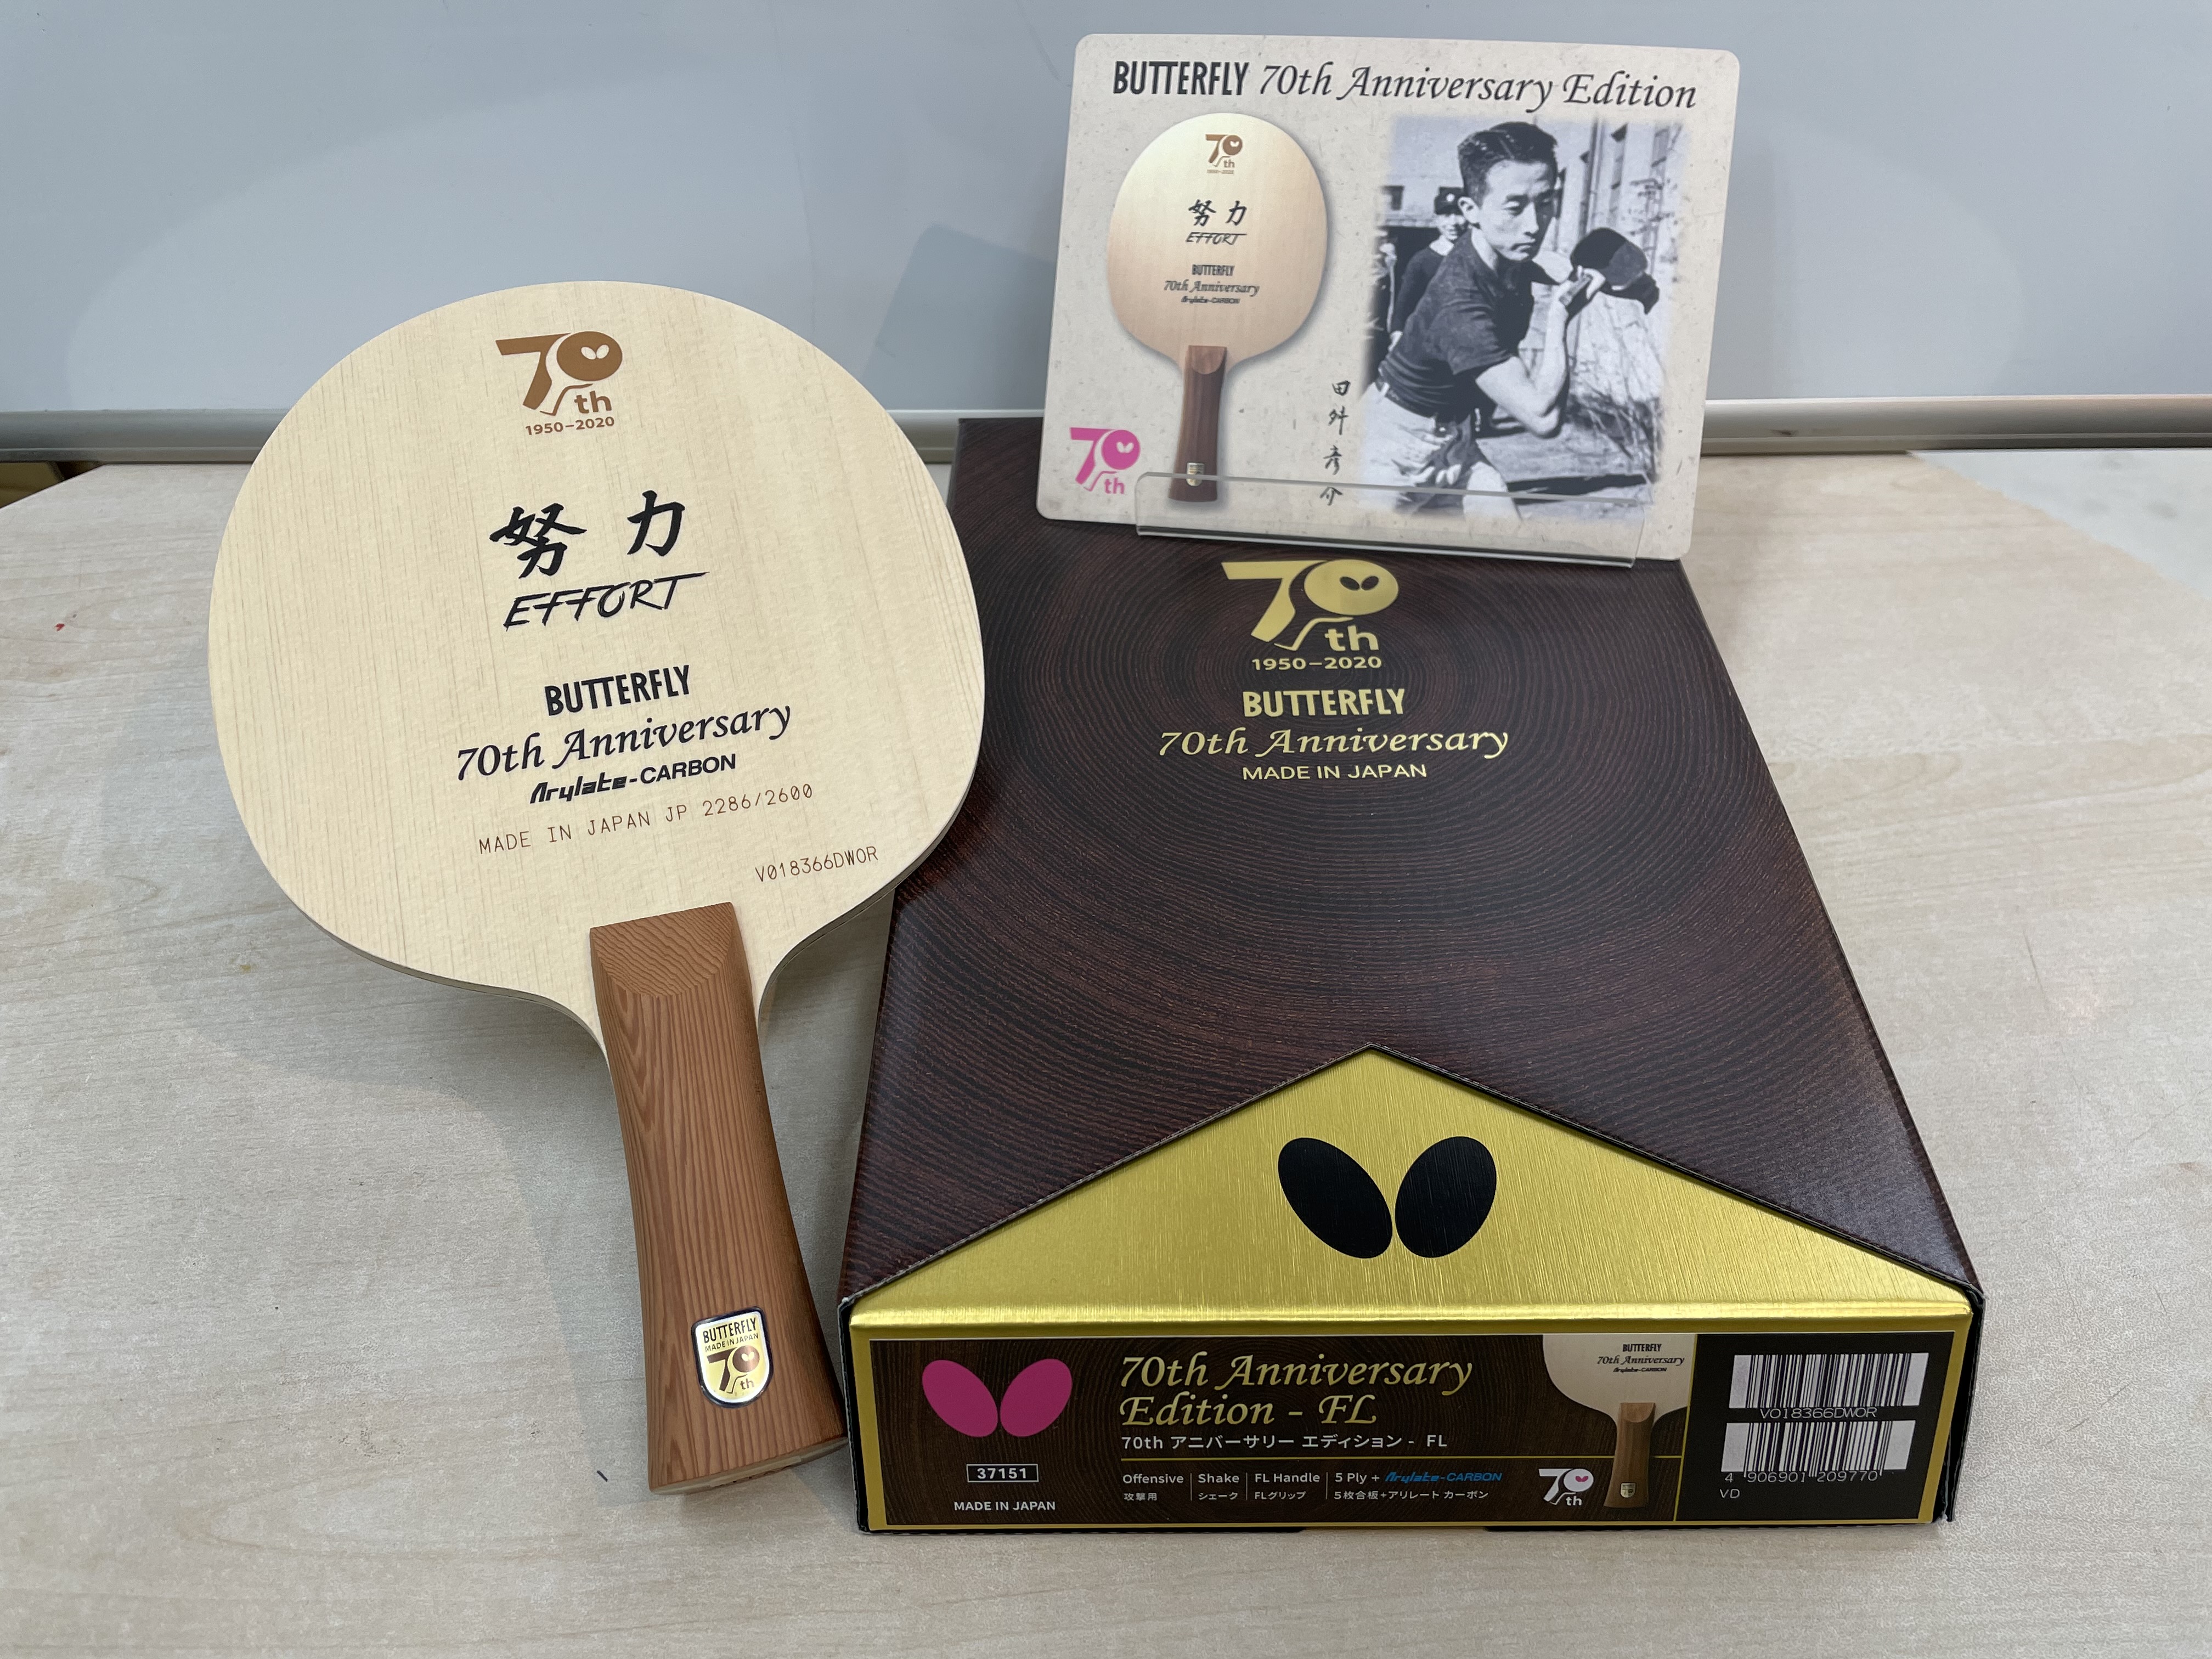 70th
1950-2020
努力
EFFORT
BUTTERFLY
70th Anniversary
Arylate-CARBON
MADE IN JAPAN JP 2286/2600
V018366DWOR
BUTTERFLY
MADE IN JAPAN
70th
BUTTERFLY 70th Anniversary Edition
70th
1950-2020
努力
EFFORT
BUTTERFLY
70th Anniversary
Arylate-CARBON
田舛彦介
70th
70th
1950-2020
BUTTERFLY
70th Anniversary
MADE IN JAPAN
37151
MADE IN JAPAN
70th Anniversary
Edition - FL
70th アニバーサリー エディション - FL
Offensive Shake FL Handle 5 Ply + Arylate-CARBON
攻撃用 シェーク FLグリップ 5枚合板+アリレート カーボン
70th
BUTTERFLY
70th Anniversary
Arylate-CARBON
V018366DWOR
4 906901 209770
VD